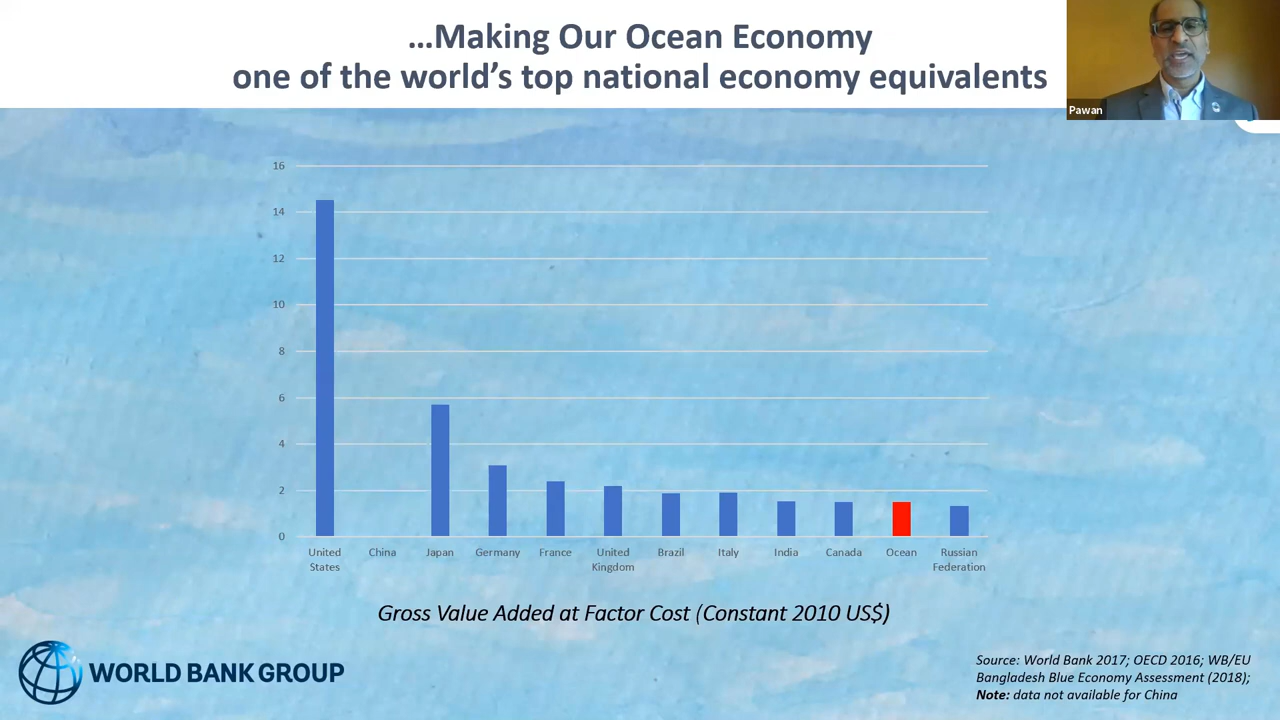 ...Making Our Ocean Economy
one of the world's top national economy equivalents
Pawan
16
14
12
10
8
6
4
2
0
United States
China
Japan
Germany
France
United Kingdom
Brazil
Italy
India
Canada
Ocean
Russian Federation
Gross Value Added at Factor Cost (Constant 2010 US$)
WORLD BANK GROUP
Source: World Bank 2017; OECD 2016; WB/EU
Bangladesh Blue Economy Assessment (2018);
Note: data not available for China